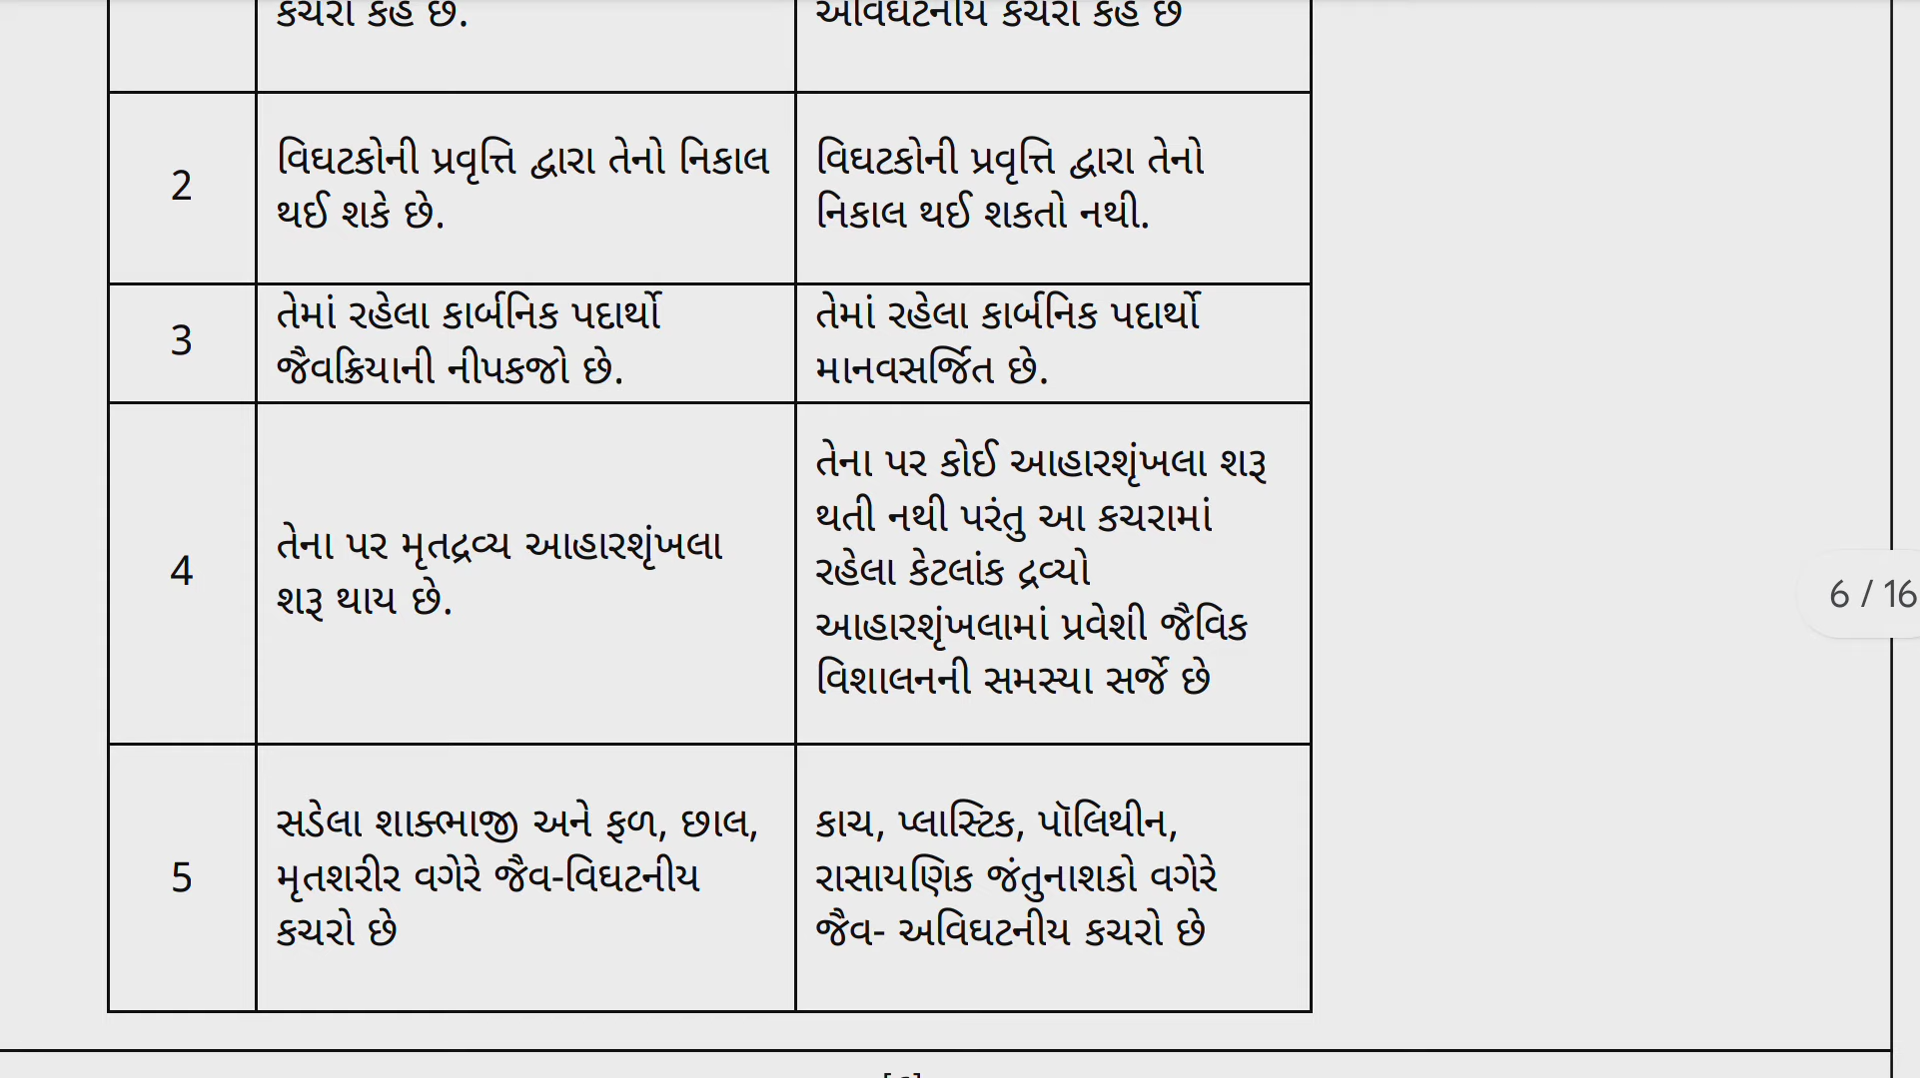 કચરો કહે છે.
અવિઘટનીય કચરો કહે છે
2
વિઘટકોની પ્રવૃત્તિ દ્વારા તેનો નિકાલ
થઈ શકે છે.
વિઘટકોની પ્રવૃત્તિ દ્વારા તેનો
નિકાલ થઈ શકતો નથી.
3
તેમાં રહેલા કાર્બનિક પદાર્થો
જૈવક્રિયાની નીપકજો છે.
તેમાં રહેલા કાર્બનિક પદાર્થો
માનવસર્જિત છે.
4
તેના પર મૃતદ્રવ્ય આહારશૃંખલા
શરૂ થાય છે.
તેના પર કોઈ આહારશૃંખલા શરૂ
થતી નથી પરંતુ આ કચરામાં
રહેલા કેટલાંક દ્રવ્યો
આહારશૃંખલામાં પ્રવેશી જૈવિક
વિશાલનની સમસ્યા સર્જે છે
5
સડેલા શાકભાજી અને ફળ, છાલ,
મૃતશરીર વગેરે જૈવ-વિઘટનીય
કચરો છે
કાચ, પ્લાસ્ટિક, પૉલિથીન,
રાસાયણિક જંતુનાશકો વગેરે
જૈવ- અવિઘટનીય કચરો છે
6 / 16